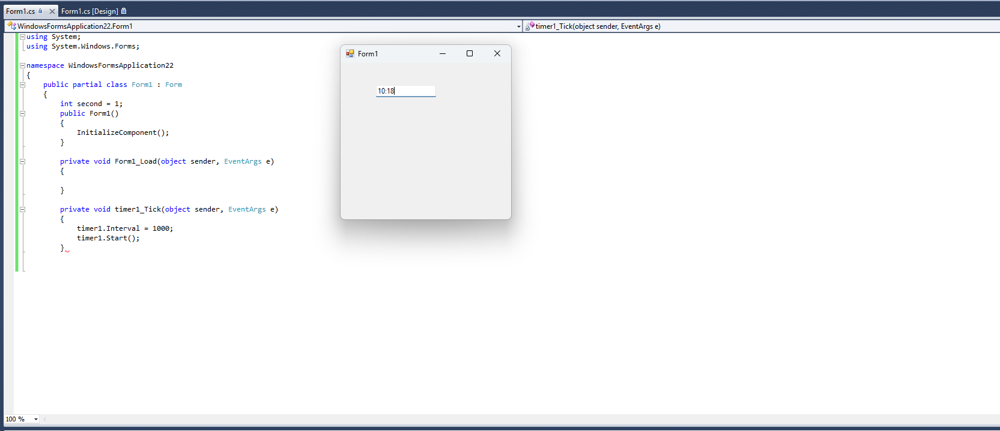 Form1.cs Form1.cs [Design]
WindowsFormsApplication22.Form1 timer1_Tick(object sender, EventArgs e)
using System;
using System.Windows.Forms;
namespace WindowsFormsApplication22
{
public partial class Form1 : Form
{
int second = 1;
public Form1()
{
InitializeComponent();
}
private void Form1_Load(object sender, EventArgs e)
{
}
private void timer1_Tick(object sender, EventArgs e)
{
timer1.Interval = 1000;
timer1.Start();
}
Form1
10:18
100 %